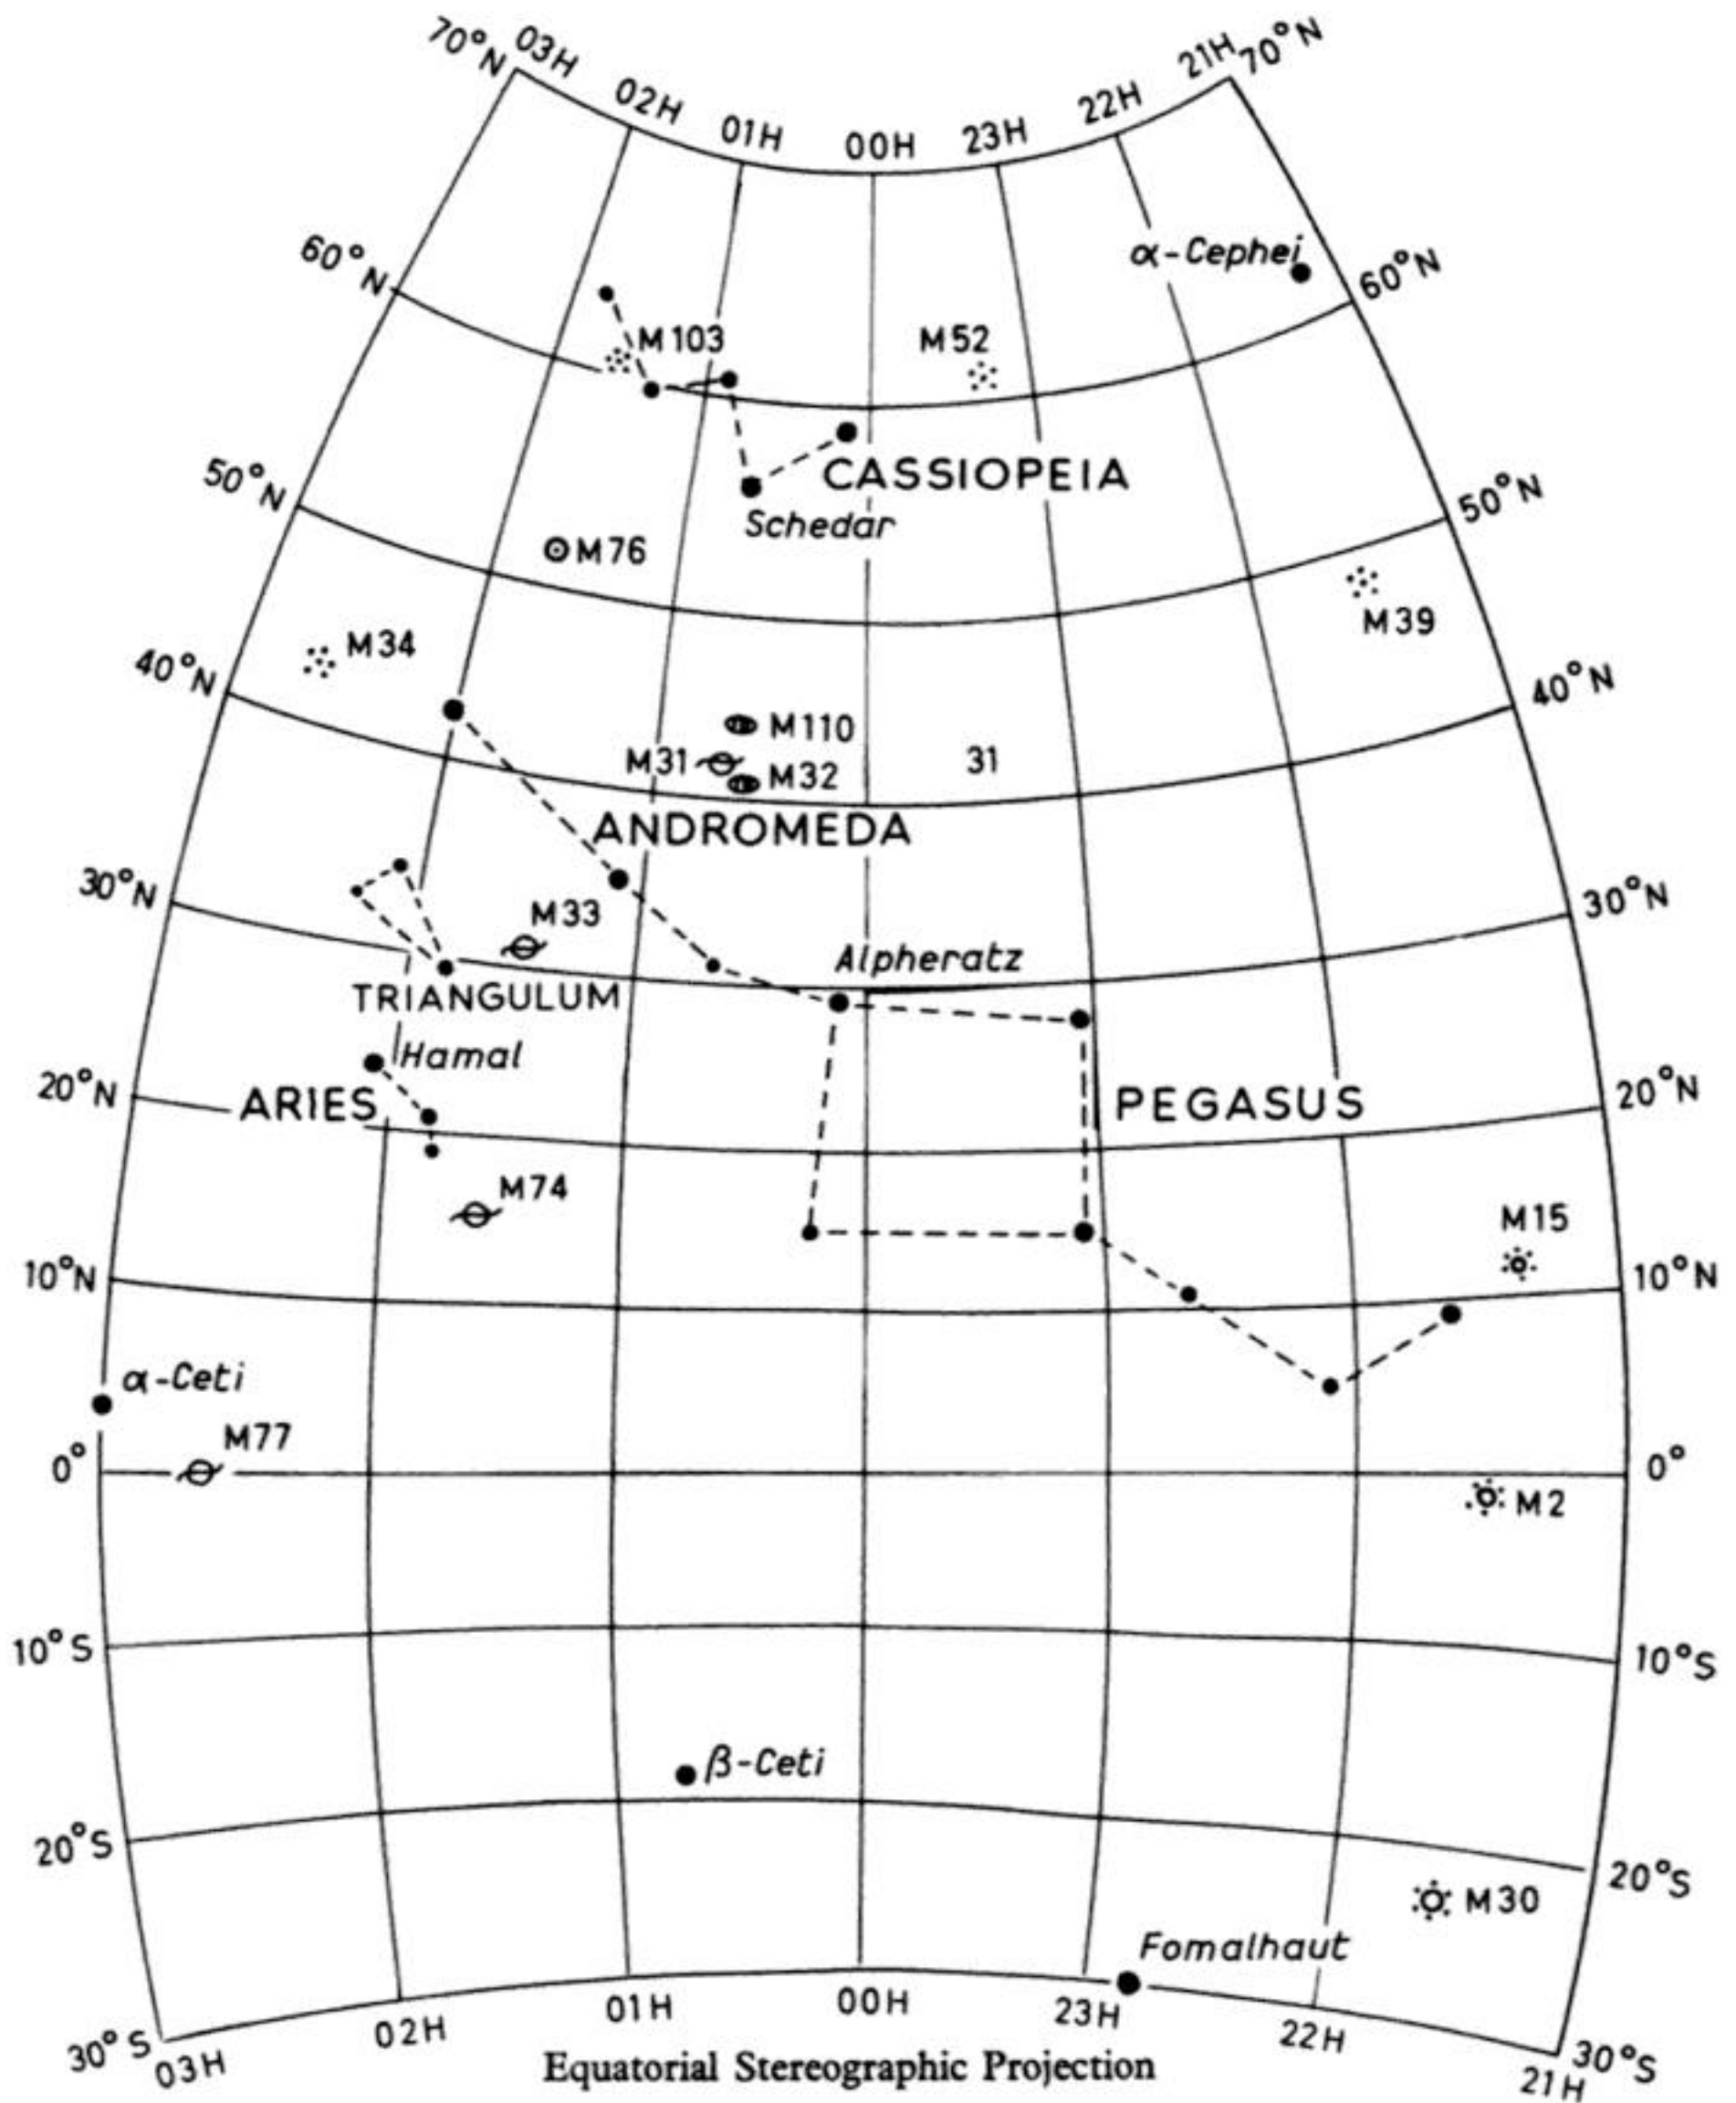 70°N 03H 02H 01H 00H 23H 22H 21H 70°N
α-Cephei
60°N 60°N
M103 M52
CASSIOPEIA
50°N Schedar 50°N
M76
M39
M34
40°N 40°N
M110
M31 31
M32
ANDROMEDA
30°N 30°N
M33
Alpheratz
TRIANGULUM
Hamal
20°N ARIES PEGASUS 20°N
M74
M15
10°N 10°N
α-Ceti
M77
0° 0°
M2
10°S 10°S
β-Ceti
20°S 20°S
M30
Fomalhaut
30°S 03H 02H 01H 00H 23H 22H 21H 30°S
Equatorial Stereographic Projection